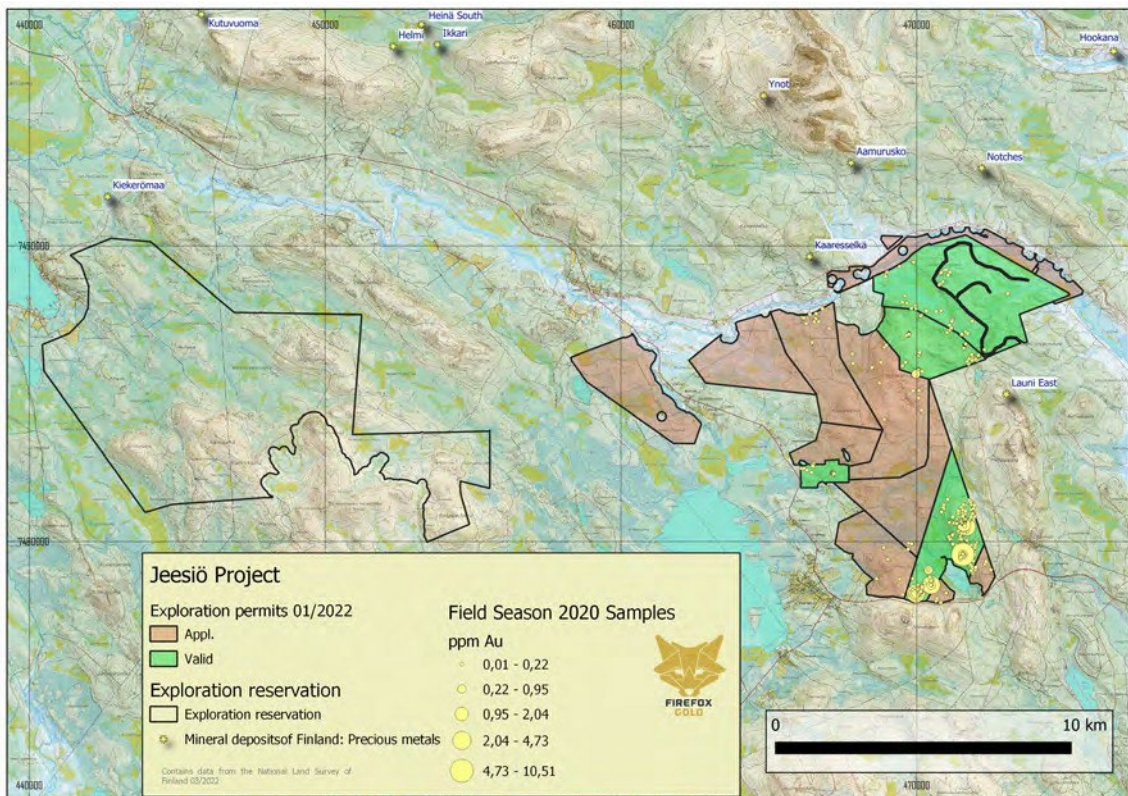 440000
450000
460000
470000
Kutuvuoma
Heinä South
Helmi
Ikkari
Hookana
Ynot
Aamurusko
Notches
Kiekerömaa
7490000
7490000
Kaaresselkä
Launi East
7480000
7480000
Jeesiö Project
Exploration permits 01/2022
Appl.
Valid
Exploration reservation
Exploration reservation
Mineral depositsof Finland: Precious metals
Contains data from the National Land Survey of
Finland 03/2022
Field Season 2020 Samples
ppm Au
0,01 - 0,22
0,22 - 0,95
0,95 - 2,04
2,04 - 4,73
4,73 - 10,51
FIREFOX
GOLD
0 10 km
440000
470000